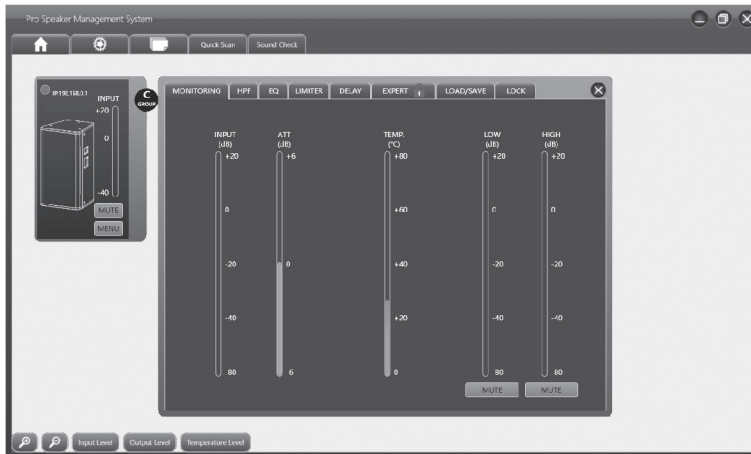 Pro Speaker Management System
Quick Scan Sound Check
IP:192.158.0.1
INPUT
+20
0
-40
MUTE
MENU
C
GROUP
MONITORING HPF EQ LIMITER DELAY EXPERT LOAD/SAVE LOCK
INPUT ATT TEMP. LOW HIGH
(dB) (dB) (°C) (dB) (dB)
+20 +6 +80 +20 +20
0 +60 0 0
-20 0 +40 -20 -20
-40 +20 -40 -40
80 6 0 80 80
MUTE MUTE
Input Level Output Level Temperature Level